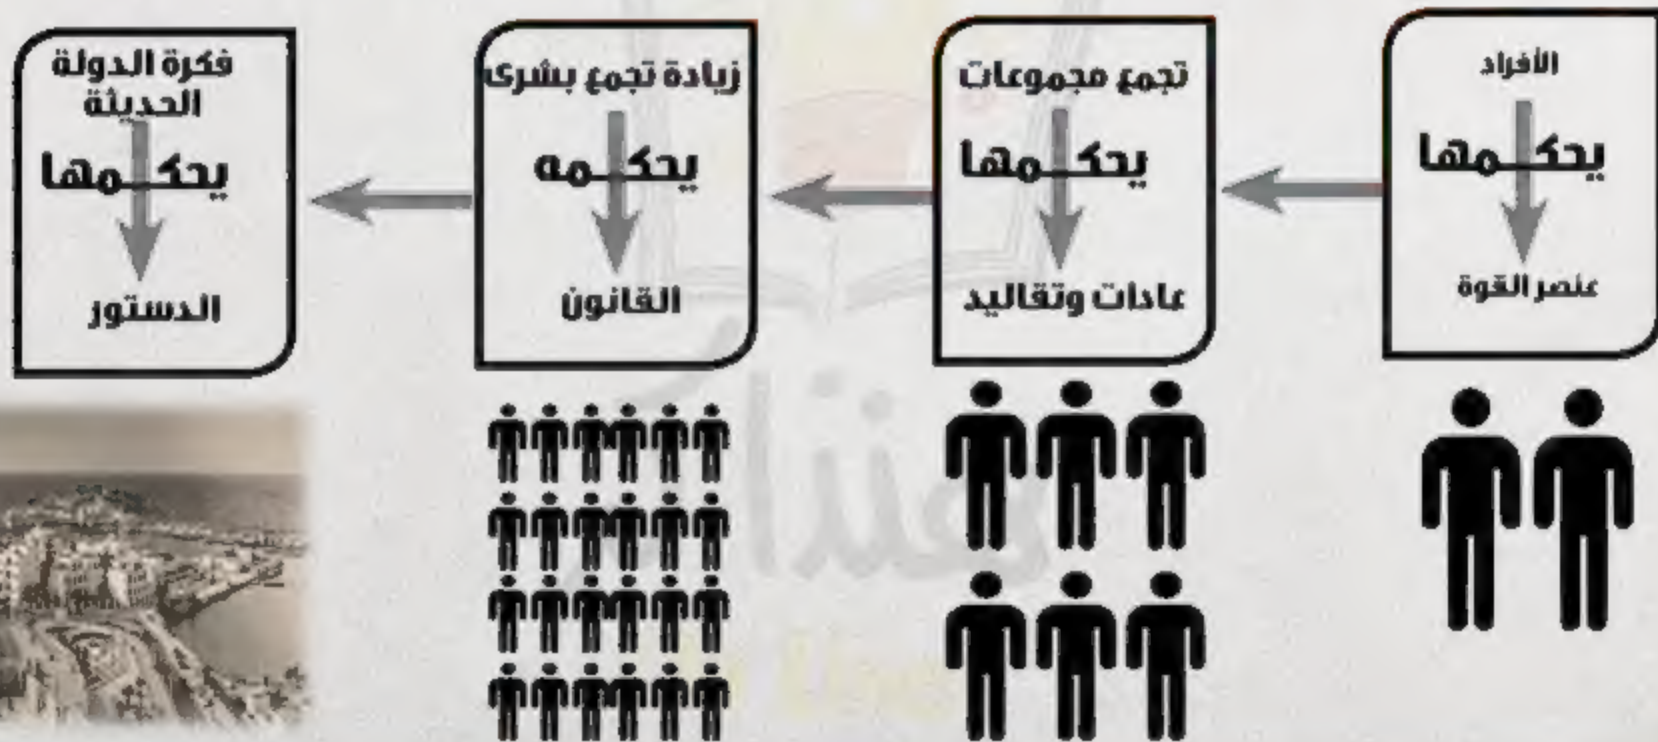 الأفراد
يحكمها
عنصر القوة
تجمع مجموعات
يحكمها
عادات وتقاليد
زيادة تجمع بشرى
يحكمه
القانون
فكرة الدولة
الحديثة
يحكمها
الدستور